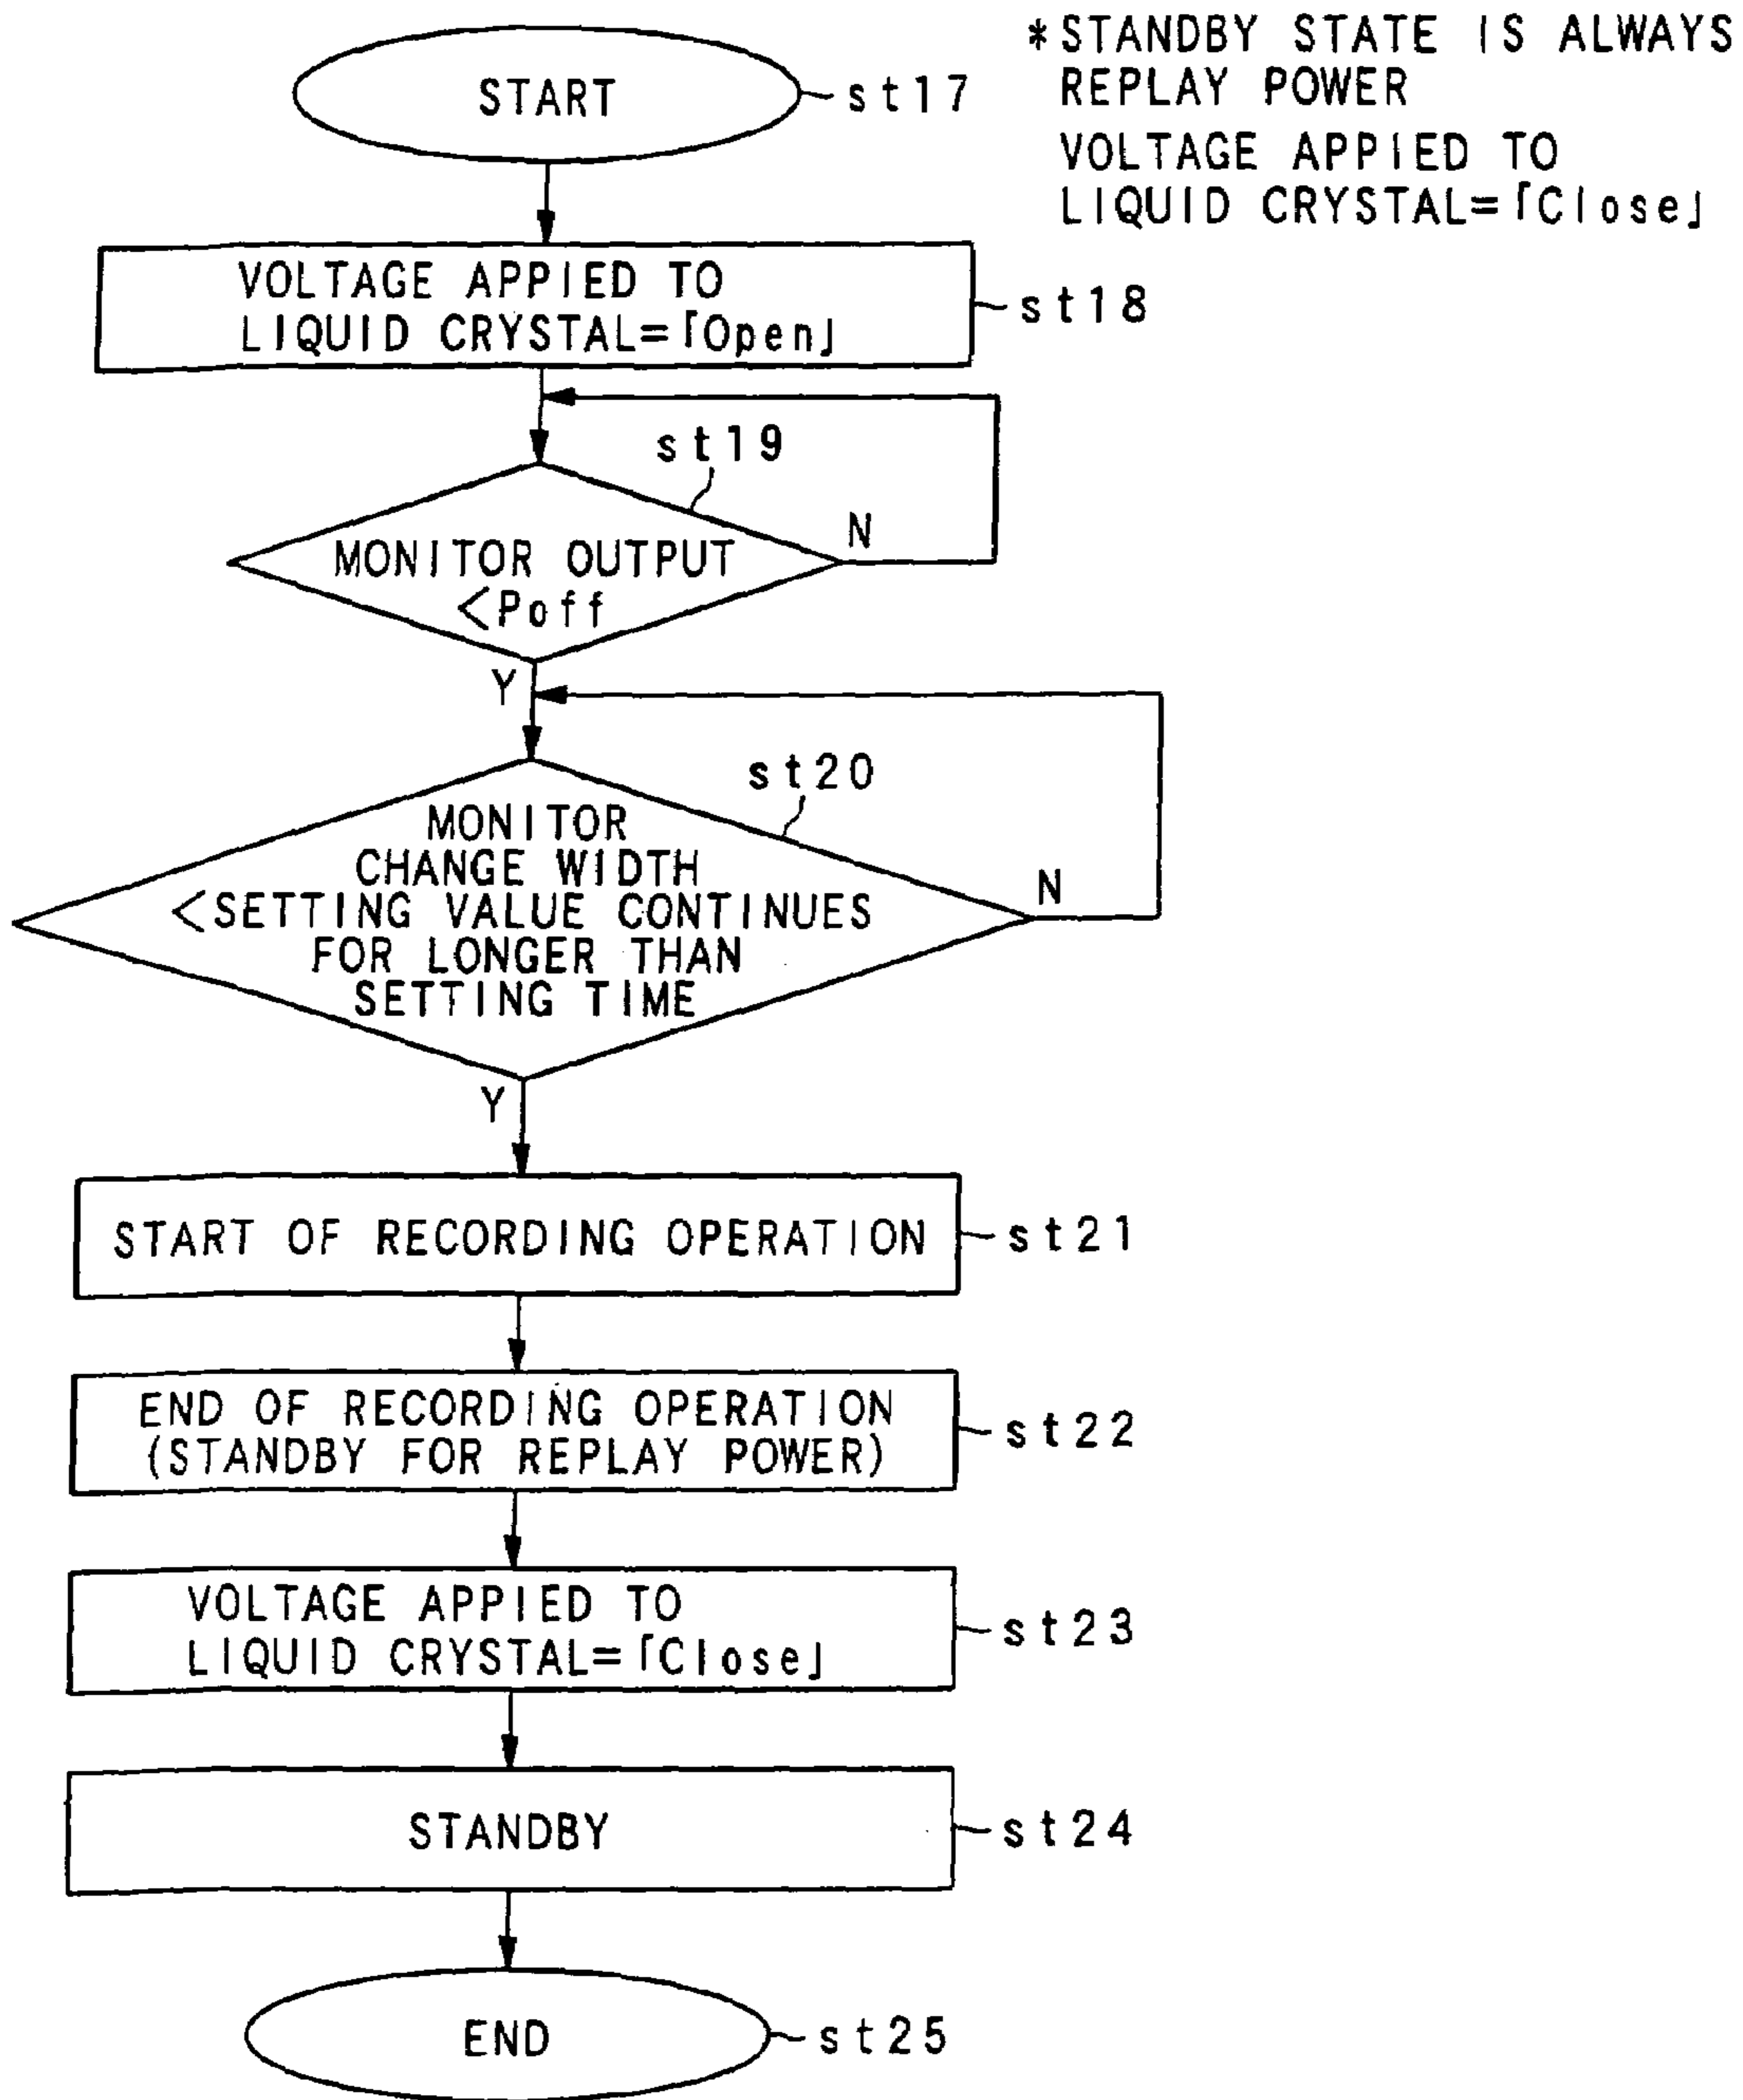 START
st17
*STANDBY STATE IS ALWAYS
REPLAY POWER
VOLTAGE APPIED TO
LIQUID CRYSTAL=｢Close｣
VOLTAGE APPIED TO
LIQUID CRYSTAL=｢Open｣
st18
st19
MONITOR OUTPUT
<Poff
N
Y
st20
MONITOR
CHANGE WIDTH
<SETTING VALUE CONTINUES
FOR LONGER THAN
SETTING TIME
N
Y
START OF RECORDING OPERATION
st21
END OF RECORDING OPERATION
(STANDBY FOR REPLAY POWER)
st22
VOLTAGE APPIED TO
LIQUID CRYSTAL=｢Close｣
st23
STANDBY
st24
END
st25